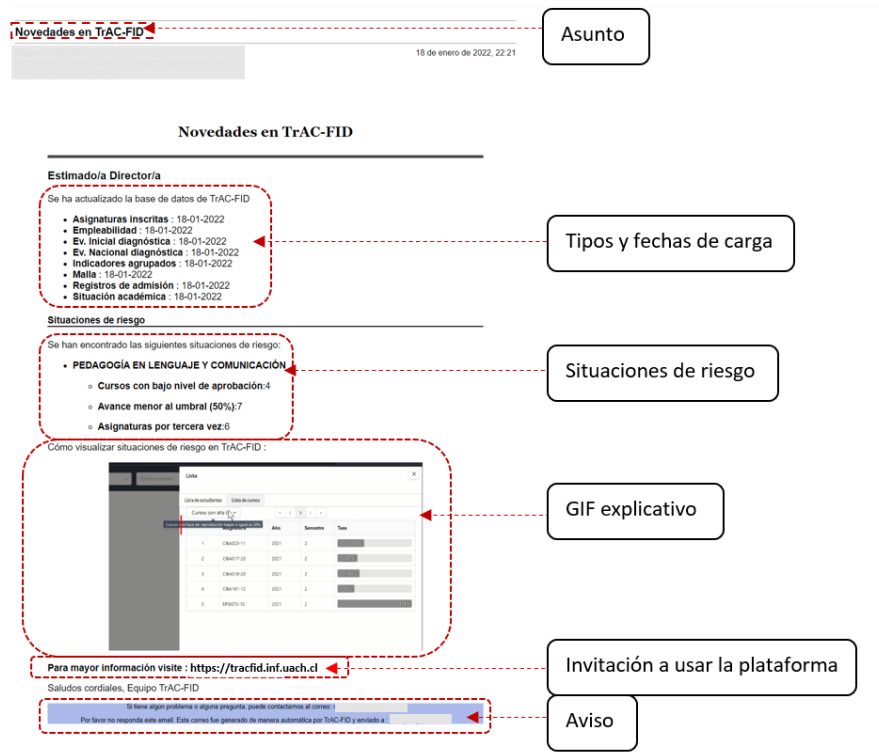 Novedades en TrAC-FID
Asunto
18 de enero de 2022, 22:21
Novedades en TrAC-FID
Estimado/a Director/a
Se ha actualizado la base de datos de TrAC-FID
• Asignaturas inscritas : 18-01-2022
• Empleabilidad : 18-01-2022
• Ev. Inicial diagnóstica : 18-01-2022
• Ev. Nacional diagnóstica : 18-01-2022
• Indicadores agrupados : 18-01-2022
• Malla : 18-01-2022
• Registros de admisión : 18-01-2022
• Situación académica : 18-01-2022
Tipos y fechas de carga
Situaciones de riesgo
Se han encontrado las siguientes situaciones de riesgo:
• PEDAGOGÍA EN LENGUAJE Y COMUNICACIÓN
○ Cursos con bajo nivel de aprobación:4
○ Avance menor al umbral (50%):7
○ Asignaturas por tercera vez:6
Situaciones de riesgo
Cómo visualizar situaciones de riesgo en TrAC-FID :
Lista
Lista de estudiantes Lista de cursos
Cursos con alta
Año Semestre Tasa
1 2021 2
2 2021 2
3 2021 2
4 2021 2
5 2021 2
GIF explicativo
Para mayor información visite : https://tracfid.inf.uach.cl
Invitación a usar la plataforma
Saludos cordiales, Equipo TrAC-FID
Si tiene algún problema o alguna pregunta, puede contactarnos al correo:
Por favor no responda este email. Este correo fue generado de manera automática por TrAC-FID y enviado a :
Aviso